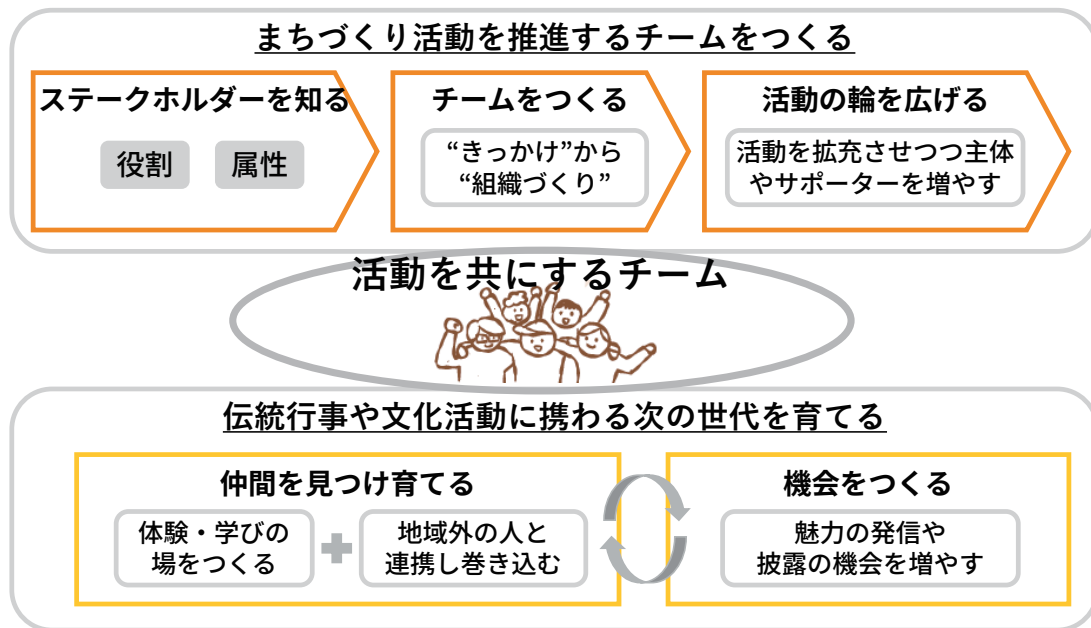 まちづくり活動を推進するチームをつくる
ステークホルダーを知る
役割
属性
チームをつくる
“きっかけ”から
“組織づくり”
活動の輪を広げる
活動を拡充させつつ主体
やサポーターを増やす
活動を共にするチーム
伝統行事や文化活動に携わる次の世代を育てる
仲間を見つけ育てる
体験・学びの
場をつくる
地域外の人と
連携し巻き込む
機会をつくる
魅力の発信や
披露の機会を増やす